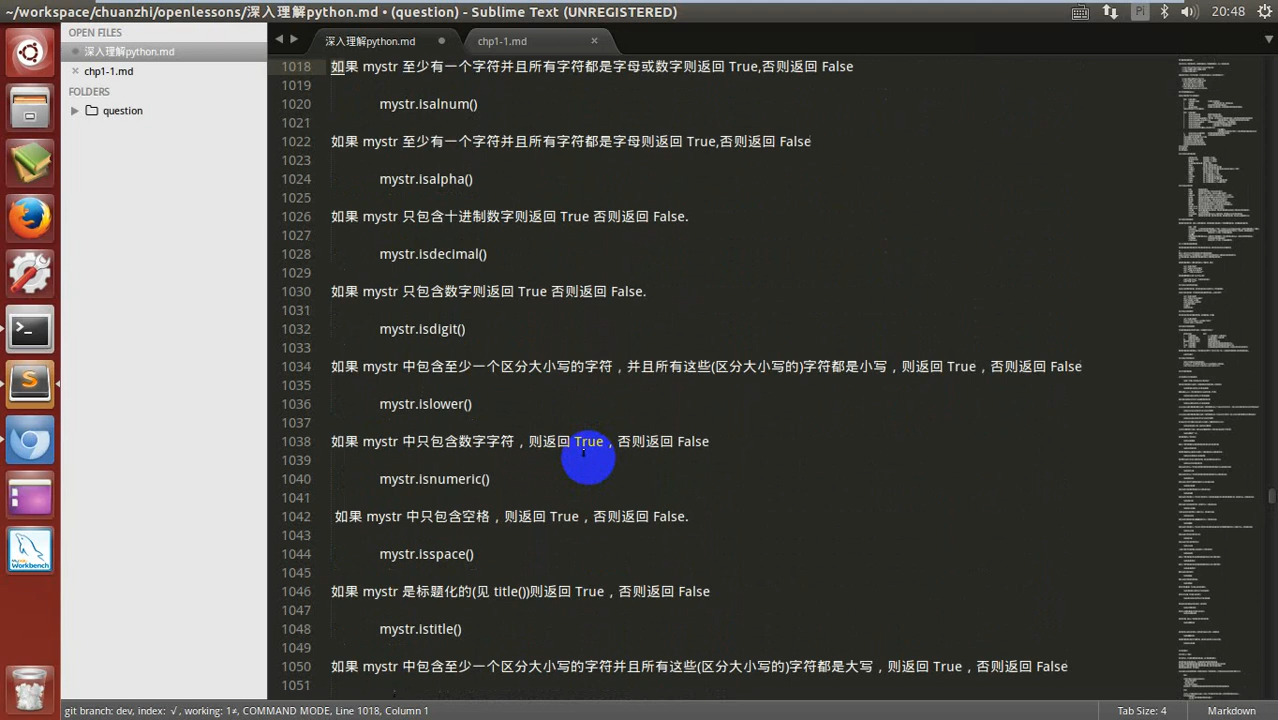 ~/workspace/chuanzhi/openlessons/深入理解python.md • (question) - Sublime Text (UNREGISTERED)
Pi
20:48
OPEN FILES
深入理解python.md
chp1-1.md
FOLDERS
question
深入理解python.md
chp1-1.md
1018 如果 mystr 至少有一个字符并且所有字符都是字母或数字则返回 True,否则返回 False
1019
1020 mystr.isalnum()
1021
1022 如果 mystr 至少有一个字符并且所有字符都是字母则返回 True,否则返回 False
1023
1024 mystr.isalpha()
1025
1026 如果 mystr 只包含十进制数字则返回 True 否则返回 False.
1027
1028 mystr.isdecimal()
1029
1030 如果 mystr 只包含数字则返回 True 否则返回 False.
1031
1032 mystr.isdigit()
1033
1034 如果 mystr 中包含至少一个区分大小写的字符，并且所有这些(区分大小写的)字符都是小写，则返回 True，否则返回 False
1035
1036 mystr.islower()
1037
1038 如果 mystr 中只包含数字字符，则返回 True，否则返回 False
1039
1040 mystr.isnumeric()
1041
1042 如果 mystr 中只包含空格，则返回 True，否则返回False.
1043
1044 mystr.isspace()
1045
1046 如果 mystr 是标题化的(见title())则返回 True，否则返回 False
1047
1048 mystr.istitle()
1049
1050 如果 mystr 中包含至少一个区分大小写的字符并且所有这些(区分大小写的)字符都是大写，则返回 True，否则返回 False
1051
MySQL
Workbench
git branch: dev, index: √, working: 1≠, COMMAND MODE, Line 1018, Column 1
Tab Size: 4
Markdown